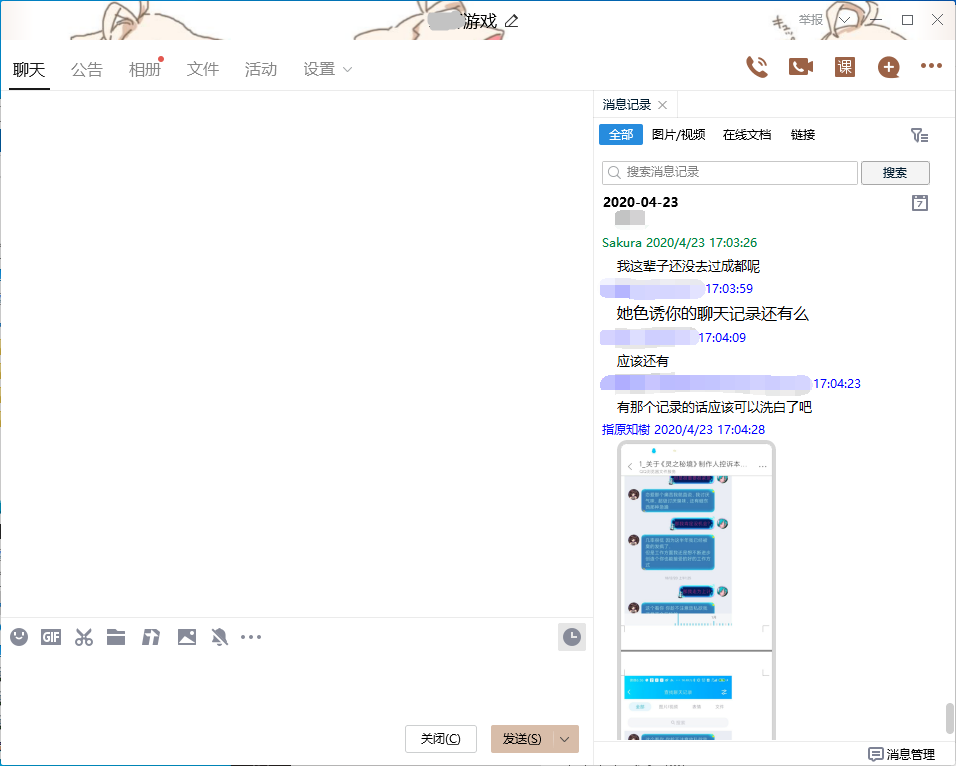 游戏
举报
聊天 公告 相册 文件 活动 设置
课
消息记录
全部 图片/视频 在线文档 链接
搜索消息记录 搜索
2020-04-23
7
Sakura 2020/4/23 17:03:26
我这辈子还没去过成都呢
17:03:59
她色诱你的聊天记录还有么
17:04:09
应该还有
17:04:23
有那个记录的话应该可以洗白了吧
指原知樹 2020/4/23 17:04:28
关于《灵之秘境》制作人控诉本...
GIF
关闭(C) 发送(S)
消息管理